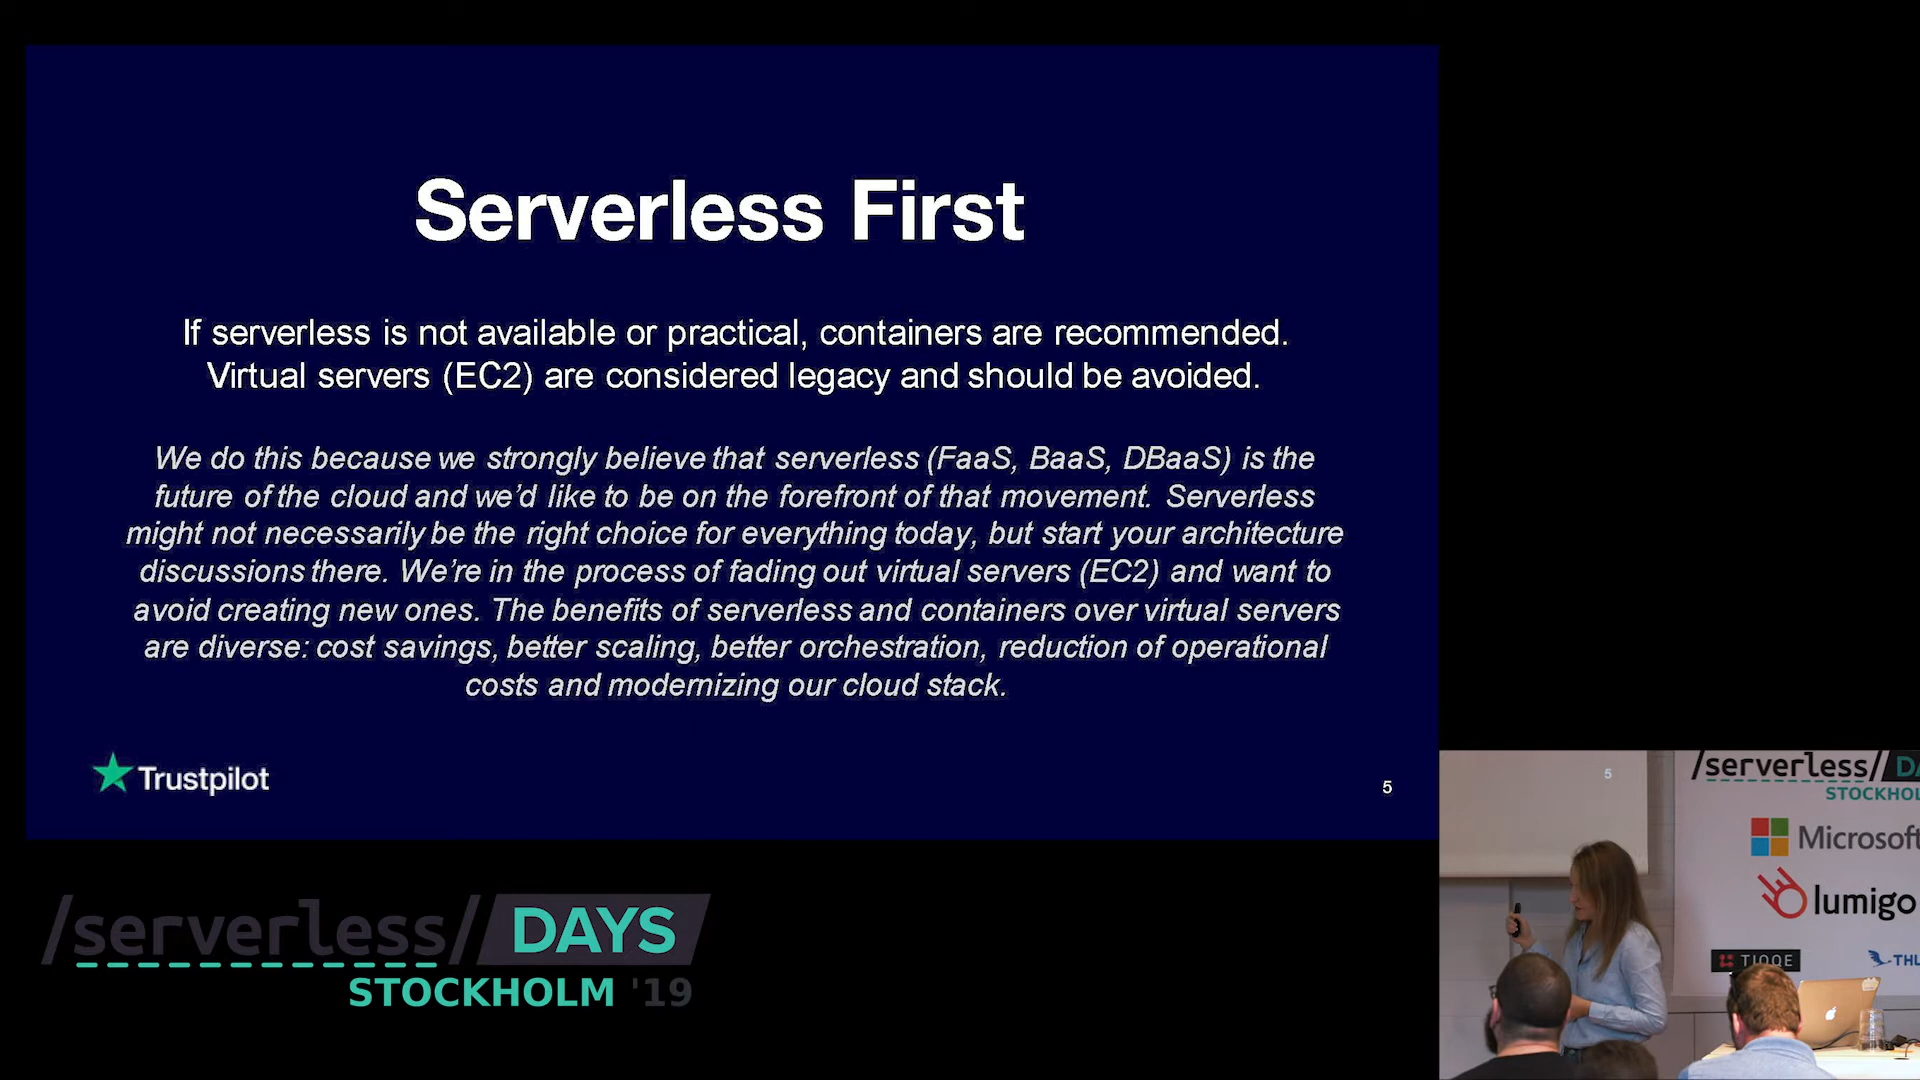 Serverless First
If serverless is not available or practical, containers are recommended.
Virtual servers (EC2) are considered legacy and should be avoided.
We do this because we strongly believe that serverless (FaaS, BaaS, DBaaS) is the
future of the cloud and we'd like to be on the forefront of that movement. Serverless
might not necessarily be the right choice for everything today, but start your architecture
discussions there. We're in the process of fading out virtual servers (EC2) and want to
avoid creating new ones. The benefits of serverless and containers over virtual servers
are diverse: cost savings, better scaling, better orchestration, reduction of operational
costs and modernizing our cloud stack.
Trustpilot
5
/serverless/DAYS
STOCKHOLM '19
5
/serverless/DA
STOCKHOL
Microsoft
lumigo